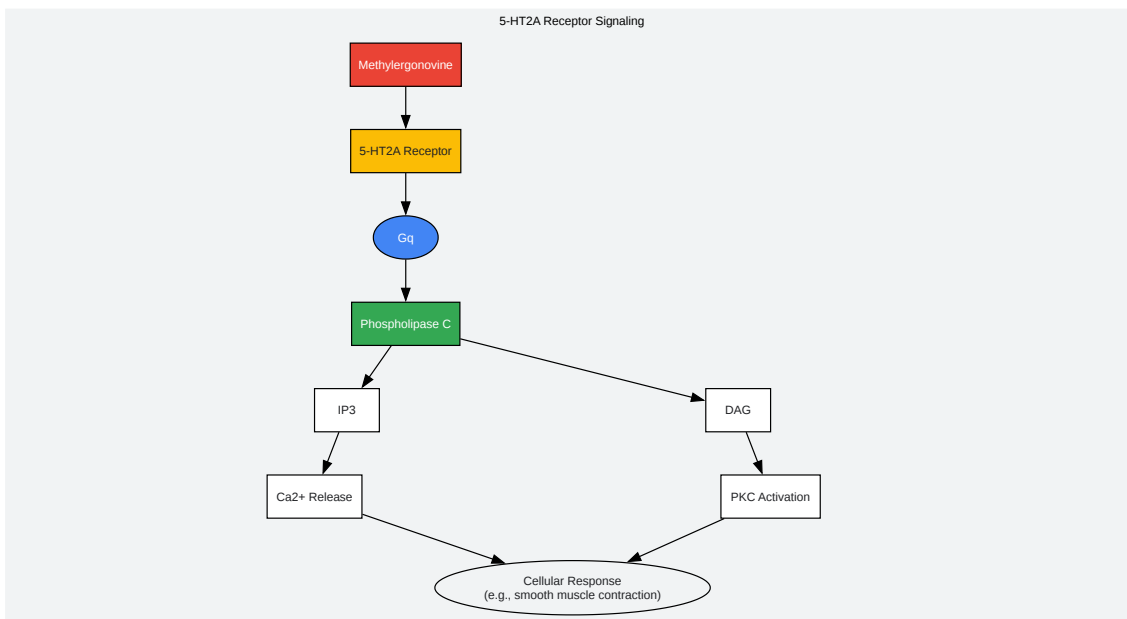 5-HT2A Receptor Signaling
Methylergonovine
5-HT2A Receptor
Gq
Phospholipase C
IP3
DAG
Ca2+ Release
PKC Activation
Cellular Response
(e.g., smooth muscle contraction)